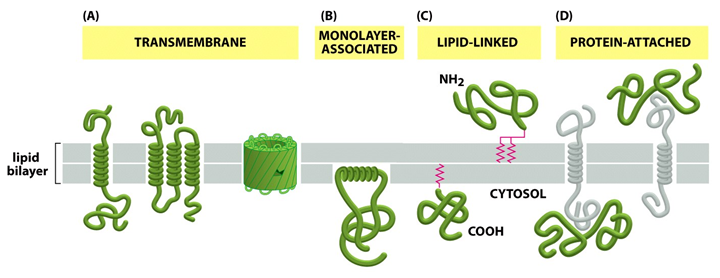 (A)
TRANSMEMBRANE
(B)
MONOLAYER-
ASSOCIATED
(C)
LIPID-LINKED
(D)
PROTEIN-ATTACHED
NH2
lipid
bilayer
CYTOSOL
COOH